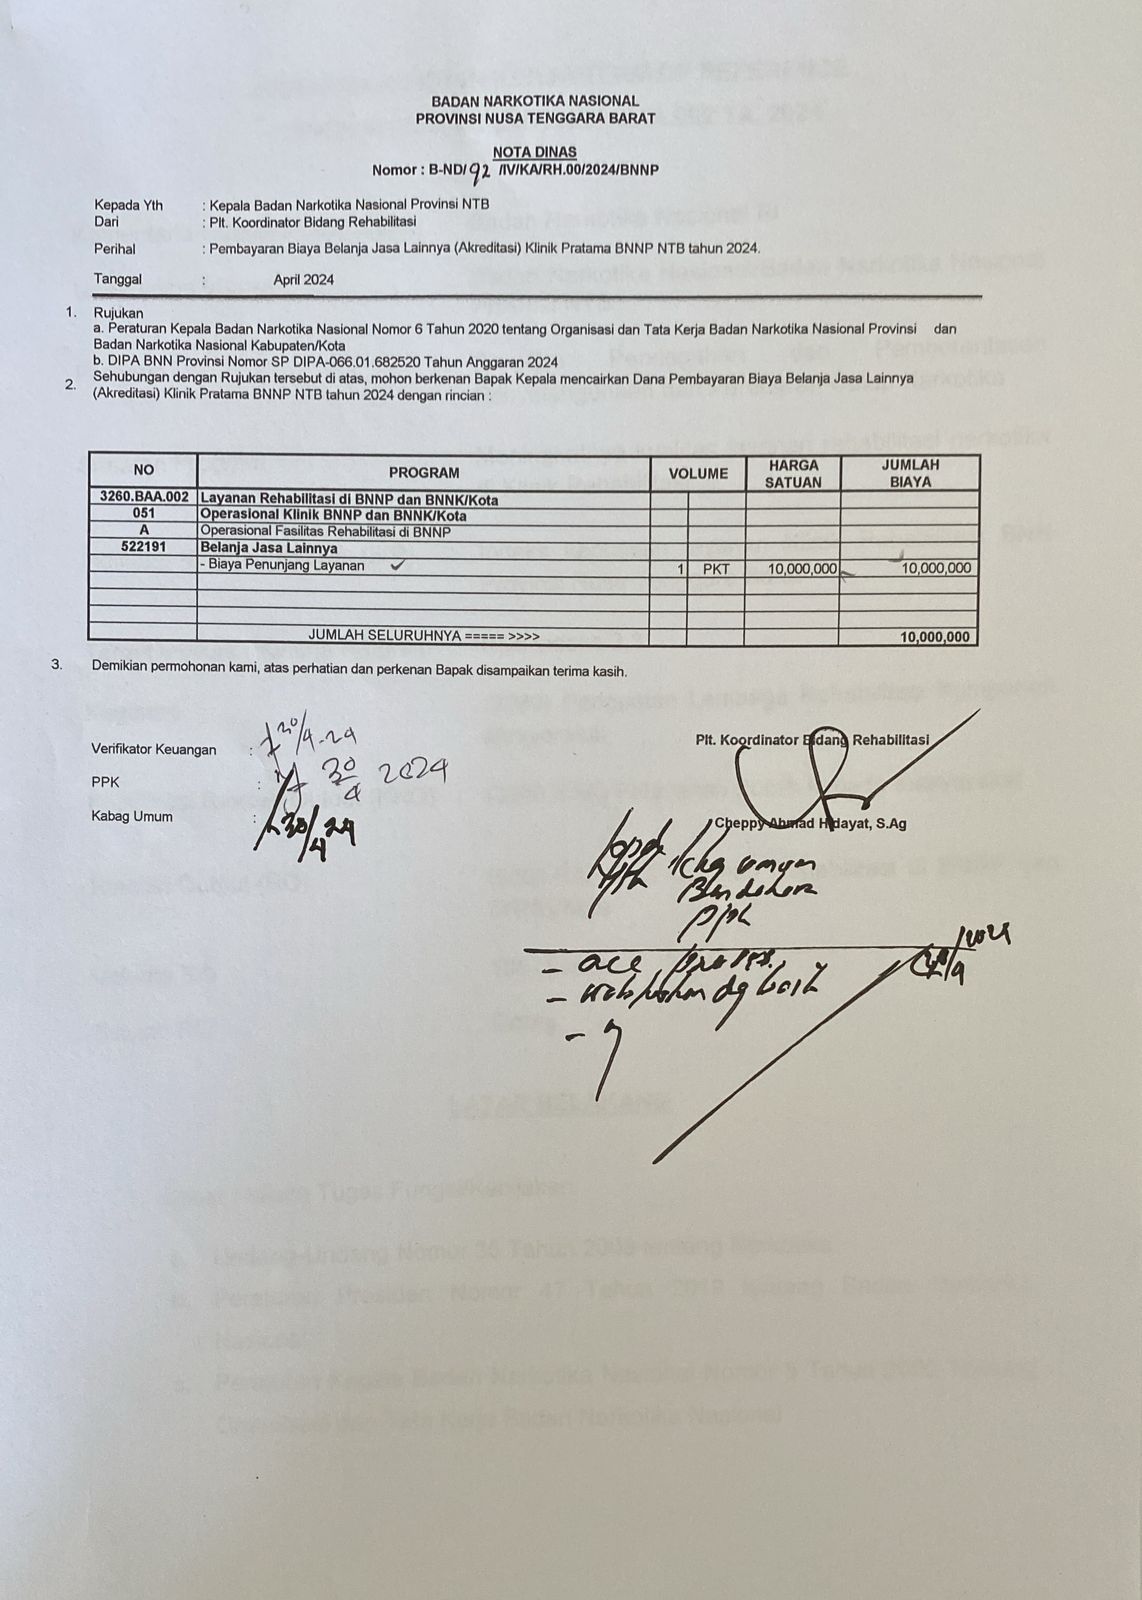 BADAN NARKOTIKA NASIONAL
PROVINSI NUSA TENGGARA BARAT
NOTA DINAS
Nomor : B-ND/ 92 /IV/KA/RH.00/2024/BNNP
Kepada Yth : Kepala Badan Narkotika Nasional Provinsi NTB
Dari : Plt. Koordinator Bidang Rehabilitasi
Perihal : Pembayaran Biaya Belanja Jasa Lainnya (Akreditasi) Klinik Pratama BNNP NTB tahun 2024.
Tanggal : April 2024
1. Rujukan
a. Peraturan Kepala Badan Narkotika Nasional Nomor 6 Tahun 2020 tentang Organisasi dan Tata Kerja Badan Narkotika Nasional Provinsi dan
Badan Narkotika Nasional Kabupaten/Kota
b. DIPA BNN Provinsi Nomor SP DIPA-066.01.682520 Tahun Anggaran 2024
2. Sehubungan dengan Rujukan tersebut di atas, mohon berkenan Bapak Kepala mencairkan Dana Pembayaran Biaya Belanja Jasa Lainnya
(Akreditasi) Klinik Pratama BNNP NTB tahun 2024 dengan rincian :
NO PROGRAM VOLUME HARGA SATUAN JUMLAH BIAYA
3260.BAA.002 Layanan Rehabilitasi di BNNP dan BNNK/Kota
051 Operasional Klinik BNNP dan BNNK/Kota
A Operasional Fasilitas Rehabilitasi di BNNP
522191 Belanja Jasa Lainnya
- Biaya Penunjang Layanan ✓ 1 PKT 10,000,000 10,000,000
JUMLAH SELURUHNYA ===== >>>> 10,000,000
3. Demikian permohonan kami, atas perhatian dan perkenan Bapak disampaikan terima kasih.
Verifikator Keuangan : 30/4-24
PPK : 30/4 2024
Kabag Umum : 30/4 24
Plt. Koordinator Bidang Rehabilitasi
Cheppy Ahmad Hidayat, S.Ag
Yth Kbg umum
Bendahara
PPK
- acc proses
- dg baik